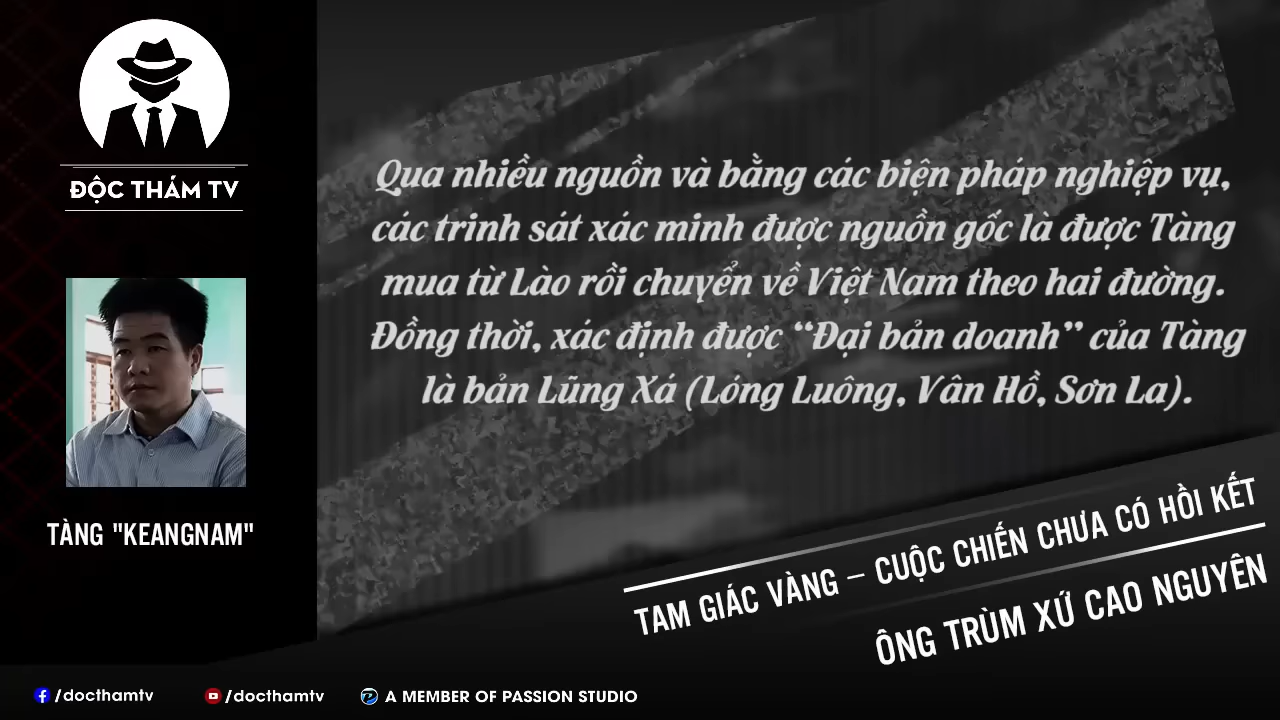 ĐỘC THÁM TV
TÀNG "KEANGNAM"
Qua nhiều nguồn và bằng các biện pháp nghiệp vụ,
các trinh sát xác minh được nguồn gốc là được Tàng
mua từ Lào rồi chuyển về Việt Nam theo hai đường.
Đồng thời, xác định được “Đại bản doanh” của Tàng
là bản Lũng Xá (Lóng Luông, Vân Hồ, Sơn La).
TAM GIÁC VÀNG – CUỘC CHIẾN CHƯA CÓ HỒI KẾT
ÔNG TRÙM XỨ CAO NGUYÊN
/docthamtv
/docthamtv
A MEMBER OF PASSION STUDIO